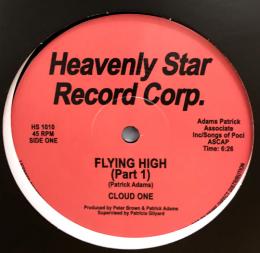 Heavenly Star
Record Corp.
HS 1010
45 RPM
SIDE ONE
Adams Patrick
Associate
Inc/Songs of Poci
ASCAP
Time: 6:26
FLYING HIGH
(Part 1)
(Patrick Adams)
CLOUD ONE
Produced by Peter Brown & Patrick Adams
Supervised by Patricia Gilyard